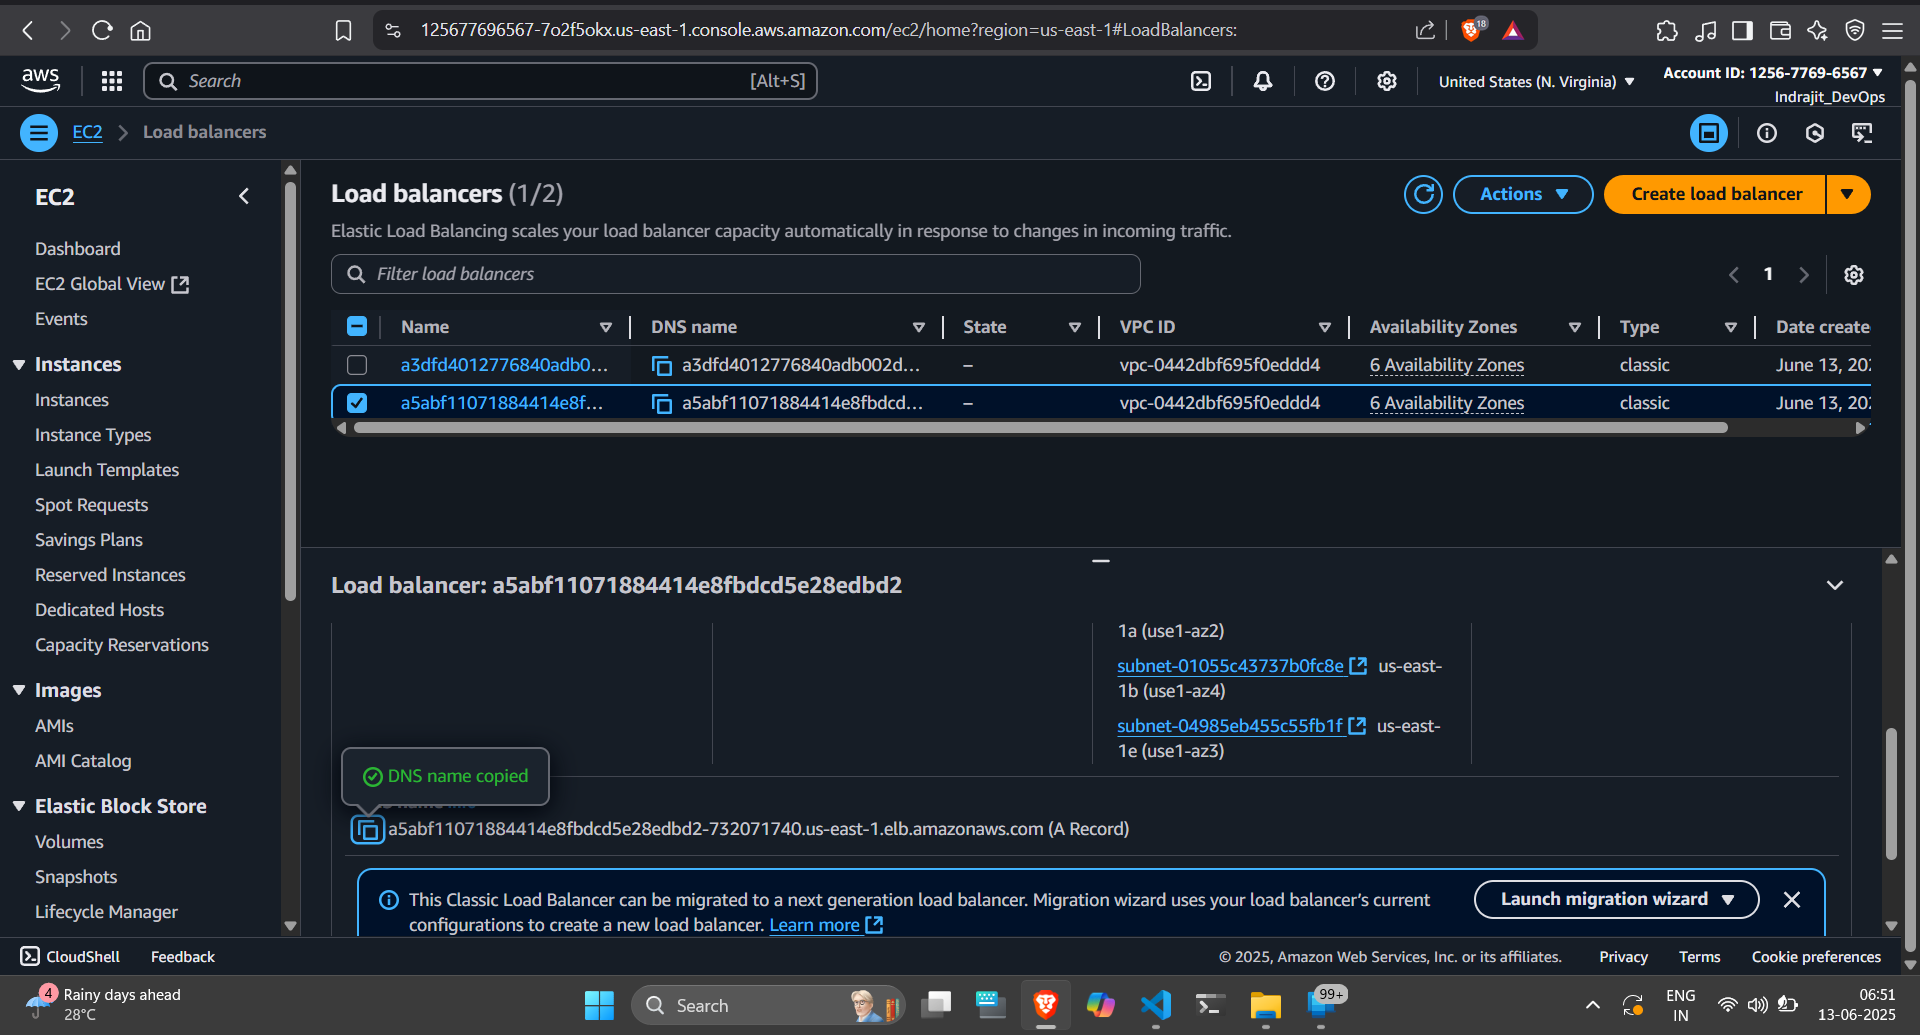 125677696567-7o2f5okx.us-east-1.console.aws.amazon.com/ec2/home?region=us-east-1#LoadBalancers:
18
aws
Search
[Alt+S]
United States (N. Virginia)
Account ID: 1256-7769-6567
Indrajit_DevOps
EC2
Load balancers
EC2
Dashboard
EC2 Global View
Events
Instances
Instances
Instance Types
Launch Templates
Spot Requests
Savings Plans
Reserved Instances
Dedicated Hosts
Capacity Reservations
Images
AMIs
AMI Catalog
Elastic Block Store
Volumes
Snapshots
Lifecycle Manager
Load balancers (1/2)
Actions
Create load balancer
Elastic Load Balancing scales your load balancer capacity automatically in response to changes in incoming traffic.
Filter load balancers
1
Name DNS name State VPC ID Availability Zones Type Date create
a3dfd4012776840adb0... a3dfd4012776840adb002d... – vpc-0442dbf695f0eddd4 6 Availability Zones classic June 13, 202
a5abf11071884414e8f... a5abf11071884414e8fbdcd... – vpc-0442dbf695f0eddd4 6 Availability Zones classic June 13, 202
Load balancer: a5abf11071884414e8fbdcd5e28edbd2
1a (use1-az2)
subnet-01055c43737b0fc8e us-east-
1b (use1-az4)
subnet-04985eb455c55fb1f us-east-
1e (use1-az3)
DNS name copied
a5abf11071884414e8fbdcd5e28edbd2-732071740.us-east-1.elb.amazonaws.com (A Record)
This Classic Load Balancer can be migrated to a next generation load balancer. Migration wizard uses your load balancer's current
configurations to create a new load balancer. Learn more
Launch migration wizard
CloudShell
Feedback
© 2025, Amazon Web Services, Inc. or its affiliates.
Privacy
Terms
Cookie preferences
4
Rainy days ahead
28°C
Search
99+
ENG
IN
06:51
13-06-2025